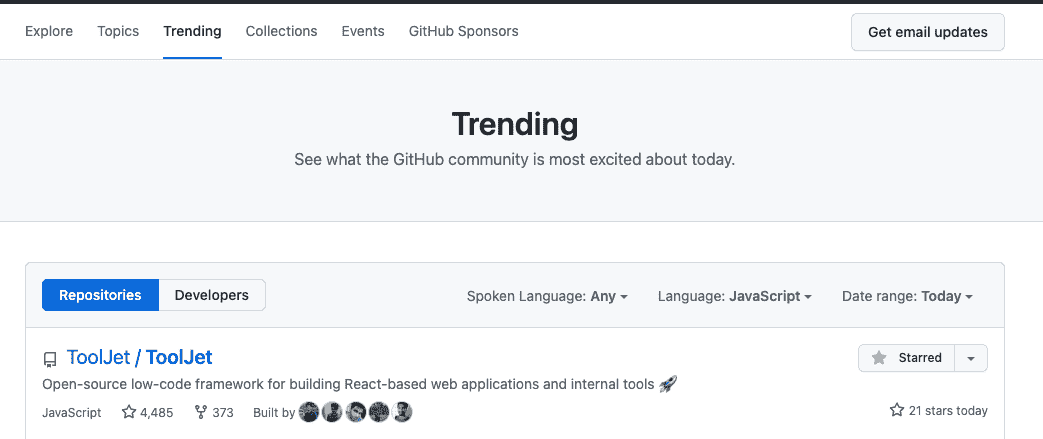 Explore Topics Trending Collections Events GitHub Sponsors Get email updates
Trending
See what the GitHub community is most excited about today.
Repositories Developers Spoken Language: Any Language: JavaScript Date range: Today
ToolJet / ToolJet Starred
Open-source low-code framework for building React-based web applications and internal tools 🚀
JavaScript 4,485 373 Built by 21 stars today